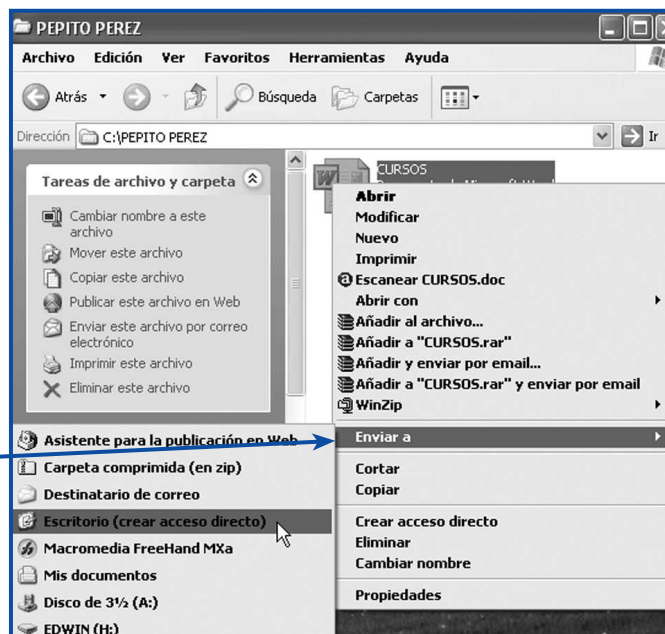 PEPITO PEREZ
Archivo Edición Ver Favoritos Herramientas Ayuda
Atrás Búsqueda Carpetas
Dirección C:\PEPITO PEREZ Ir
Tareas de archivo y carpeta
Cambiar nombre a este
archivo
Mover este archivo
Copiar este archivo
Publicar este archivo en Web
Enviar este archivo por correo
electrónico
Imprimir este archivo
Eliminar este archivo
CURSOS
Abrir
Modificar
Nuevo
Imprimir
Escanear CURSOS.doc
Abrir con
Añadir al archivo...
Añadir a "CURSOS.rar"
Añadir y enviar por email...
Añadir a "CURSOS.rar" y enviar por email
WinZip
Enviar a
Cortar
Copiar
Crear acceso directo
Eliminar
Cambiar nombre
Propiedades
Asistente para la publicación en Web
Carpeta comprimida (en zip)
Destinatario de correo
Escritorio (crear acceso directo)
Macromedia FreeHand MXa
Mis documentos
Disco de 3½ (A:)
EDWIN (H:)